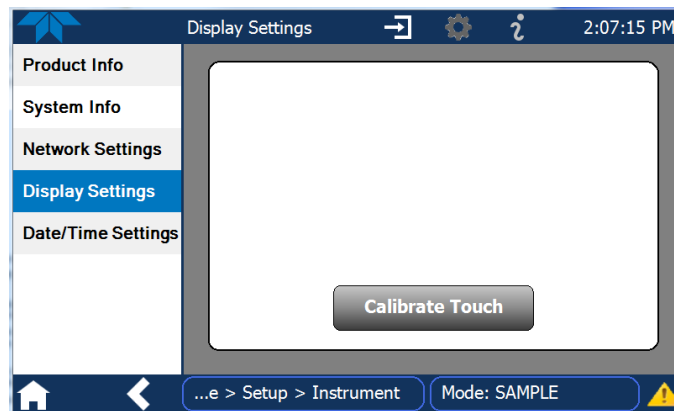 Display Settings
2:07:15 PM
Product Info
System Info
Network Settings
Display Settings
Date/Time Settings
Calibrate Touch
...e > Setup > Instrument
Mode: SAMPLE